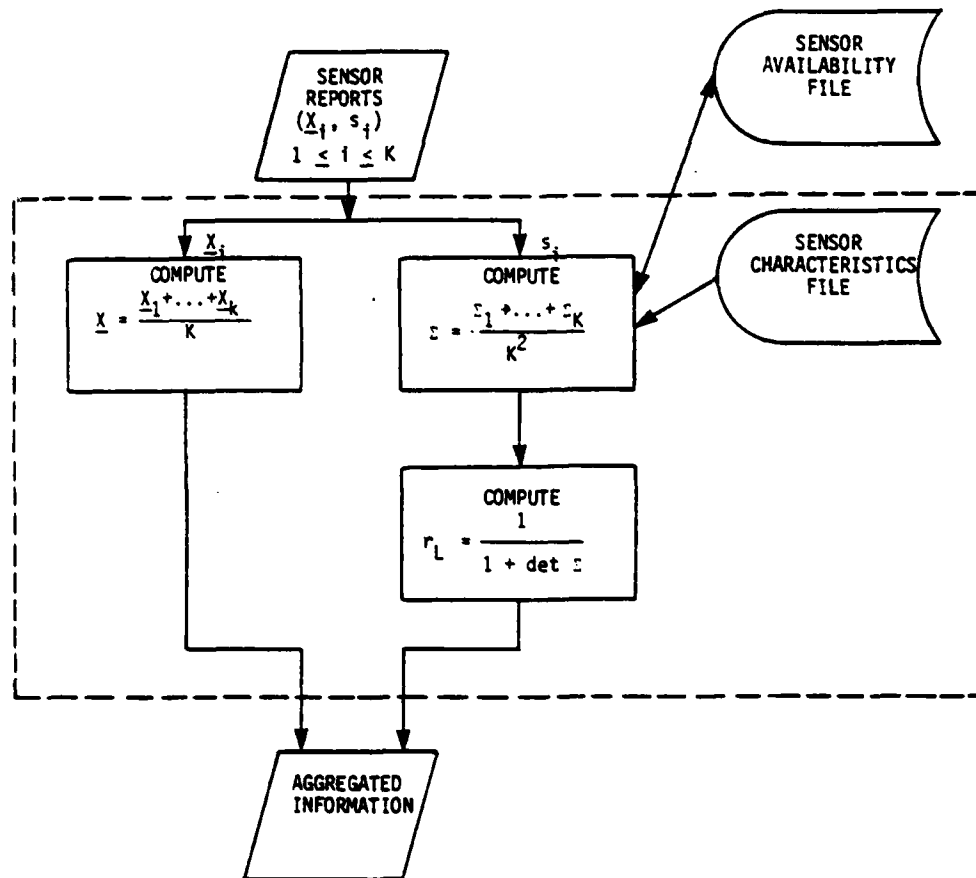 SENSOR
REPORTS
(X_i, s_i)
1 ≤ i ≤ K
SENSOR
AVAILABILITY
FILE
SENSOR
CHARACTERISTICS
FILE
X_i
COMPUTE
X = (X_1 +...+ X_k) / K
s_i
COMPUTE
Σ = (Σ_1 +...+ Σ_K) / K^2
COMPUTE
r_L = 1 / (1 + det Σ)
AGGREGATED
INFORMATION